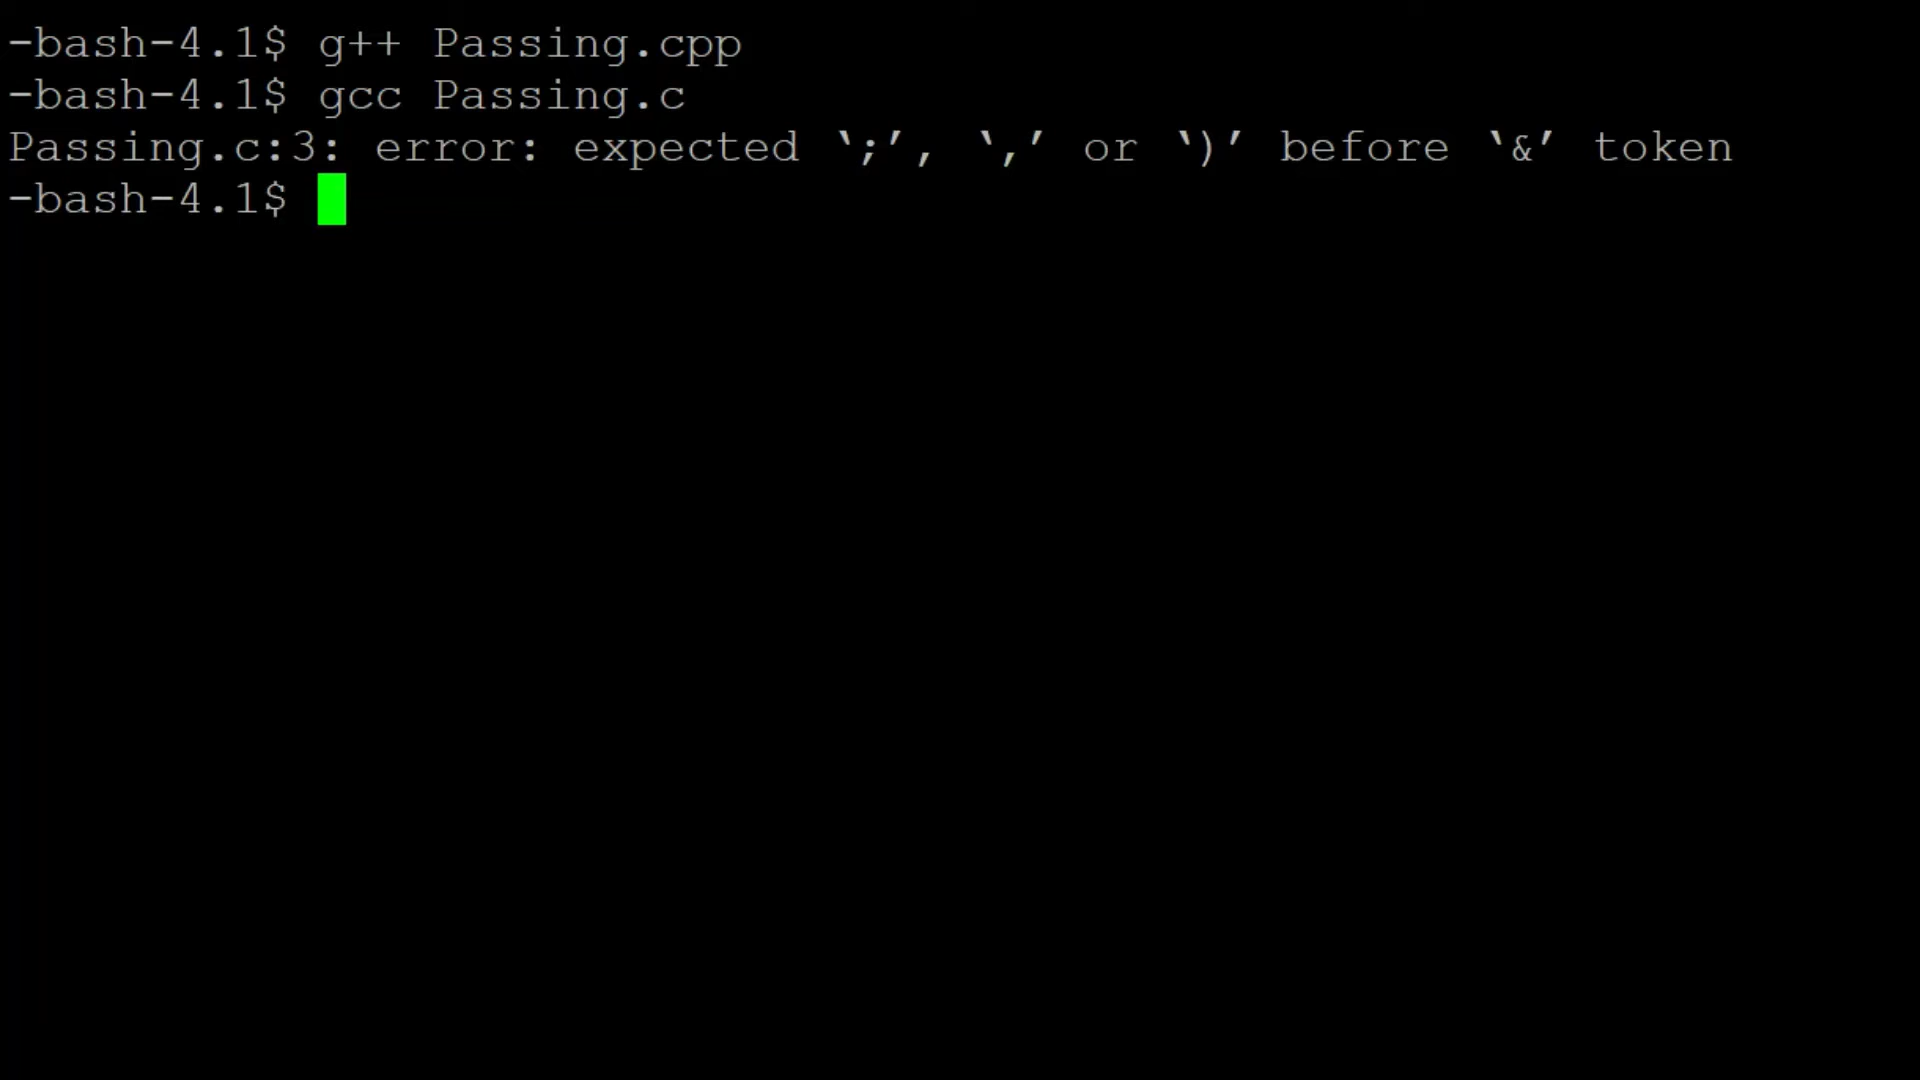 -bash-4.1$ g++ Passing.cpp
-bash-4.1$ gcc Passing.c
Passing.c:3: error: expected ‘;’, ‘,’ or ‘)’ before ‘&’ token
-bash-4.1$